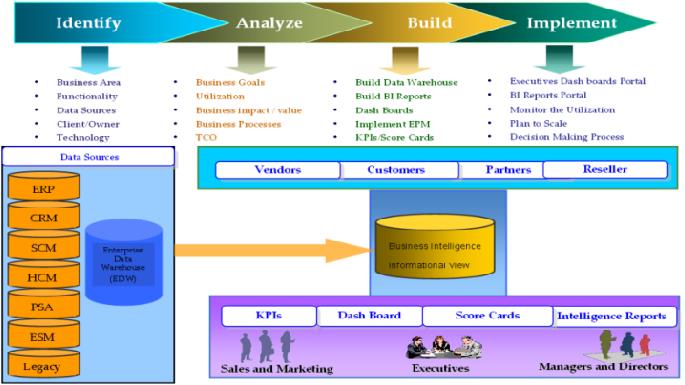 Identify
Analyze
Build
Implement
• Business Area
• Functionality
• Data Sources
• Client/Owner
• Technology
• Business Goals
• Utilization
• Business impact / value
• Business Processes
• TCO
• Build Data Warehouse
• Build BI Reports
• Dash Boards
• Implement EPM
• KPIs/Score Cards
• Executives Dash boards Portal
• BI Reports Portal
• Monitor the Utilization
• Plan to Scale
• Decision Making Process
Data Sources
ERP
CRM
SCM
HCM
PSA
ESM
Legacy
Enterprise
Data
Warehouse
(EDW)
Vendors
Customers
Partners
Reseller
Business Intelligence
Informational View
KPIs
Dash Board
Score Cards
Intelligence Reports
Sales and Marketing
Executives
Managers and Directors